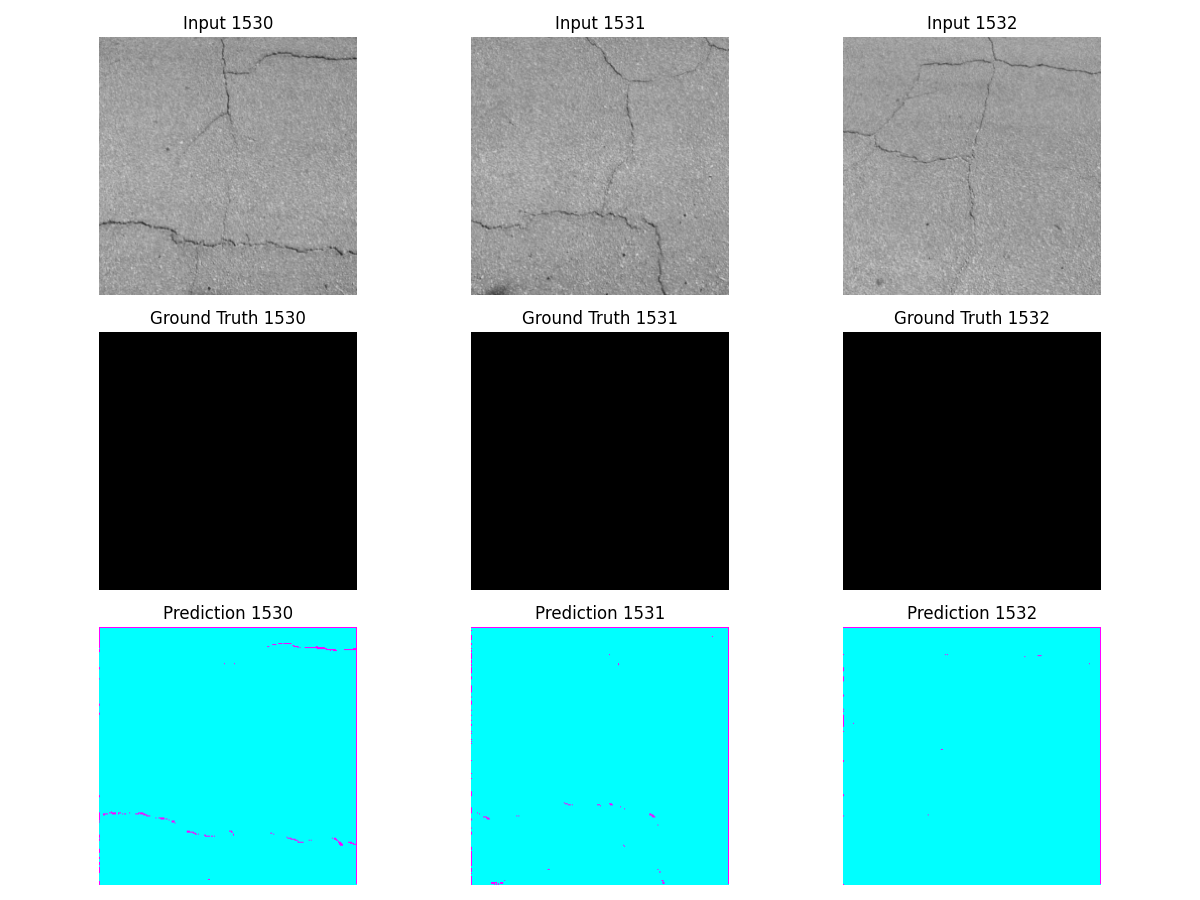 Input 1530
Input 1531
Input 1532
Ground Truth 1530
Ground Truth 1531
Ground Truth 1532
Prediction 1530
Prediction 1531
Prediction 1532